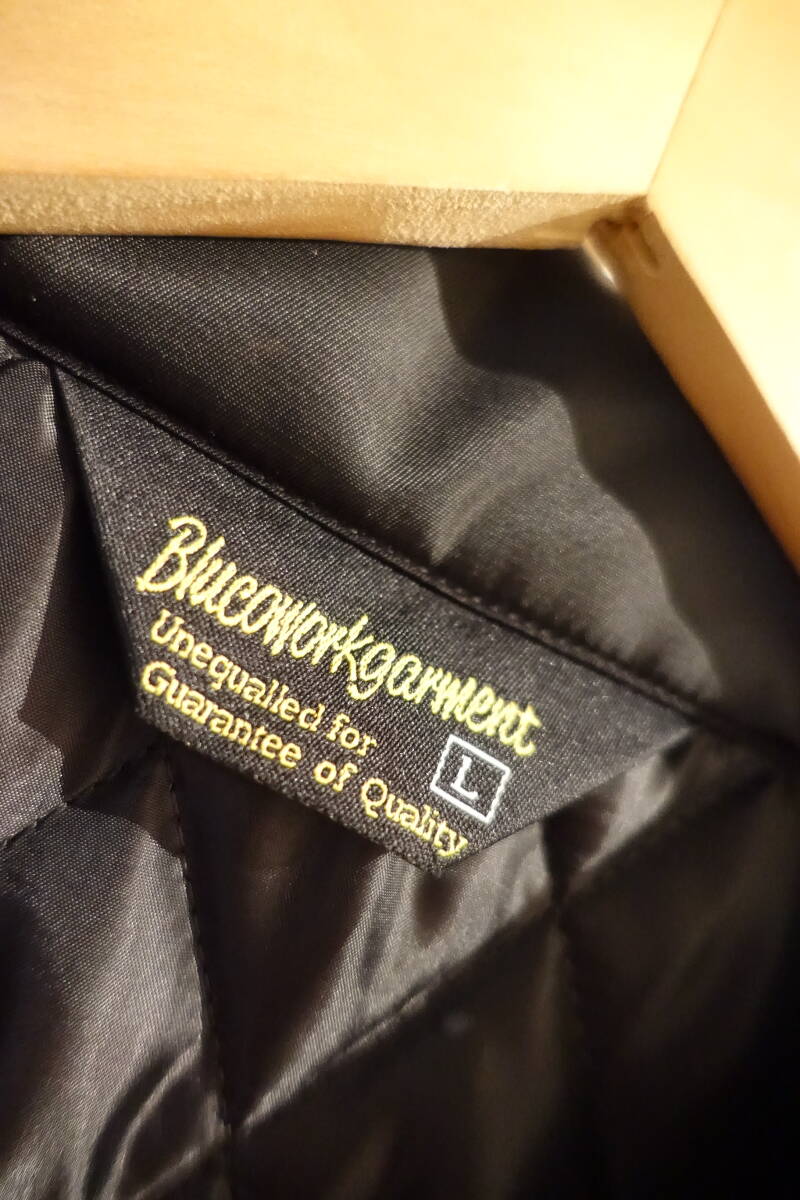 Blucoworkgarment
Unequalled for
Guarantee of Quality
L